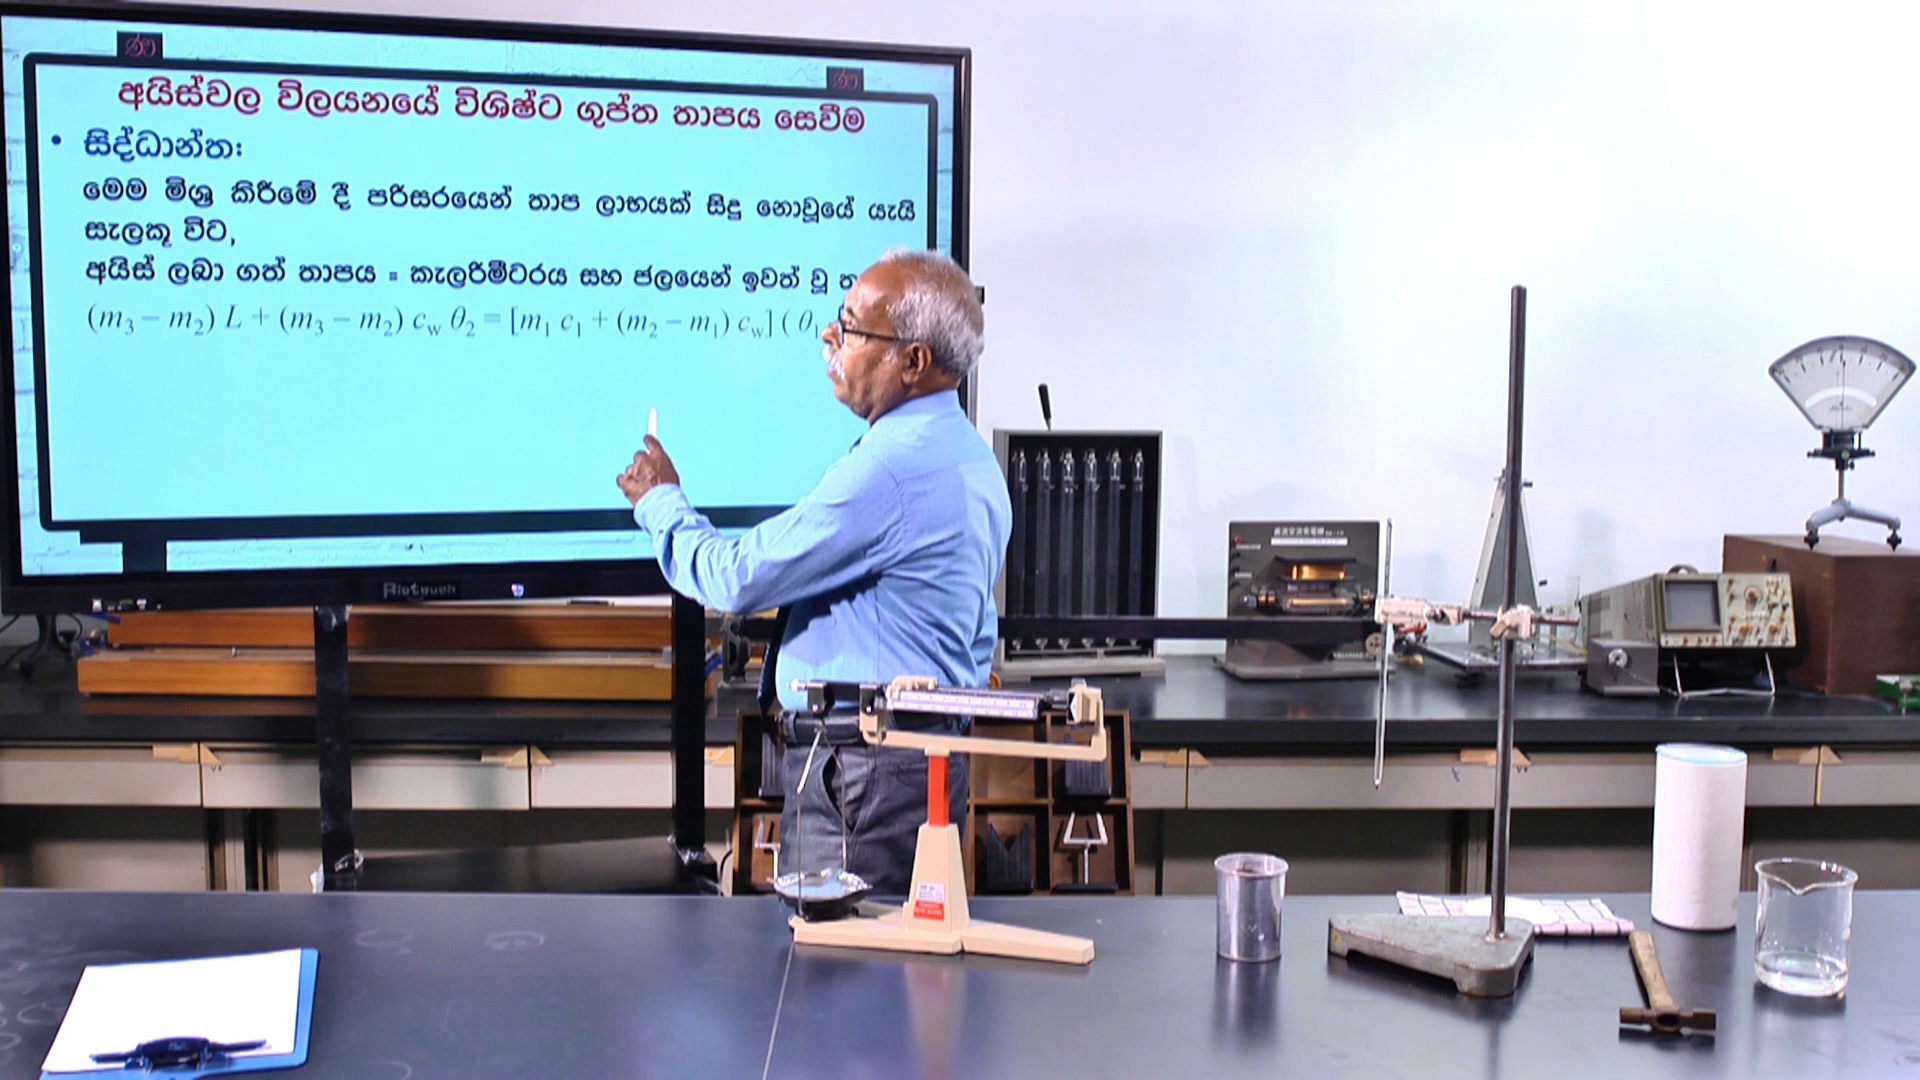 අයිස්වල විලයනයේ විශිෂ්ට ගුප්ත තාපය සෙවීම
• සිද්ධාන්ත:
මෙම මිශ්‍ර කිරීමේ දී පරිසරයෙන් තාප ලාභයක් සිදු නොවූයේ යැයි
සැලකූ විට,
අයිස් ලබා ගත් තාපය = කැලරිමීටරය සහ ජලයෙන් ඉවත් වූ
(m₃ – m₂) L + (m₃ – m₂) c_w θ₂ = [m₁ c₁ + (m₂ – m₁) c_w] ( θ₁
Riotouch